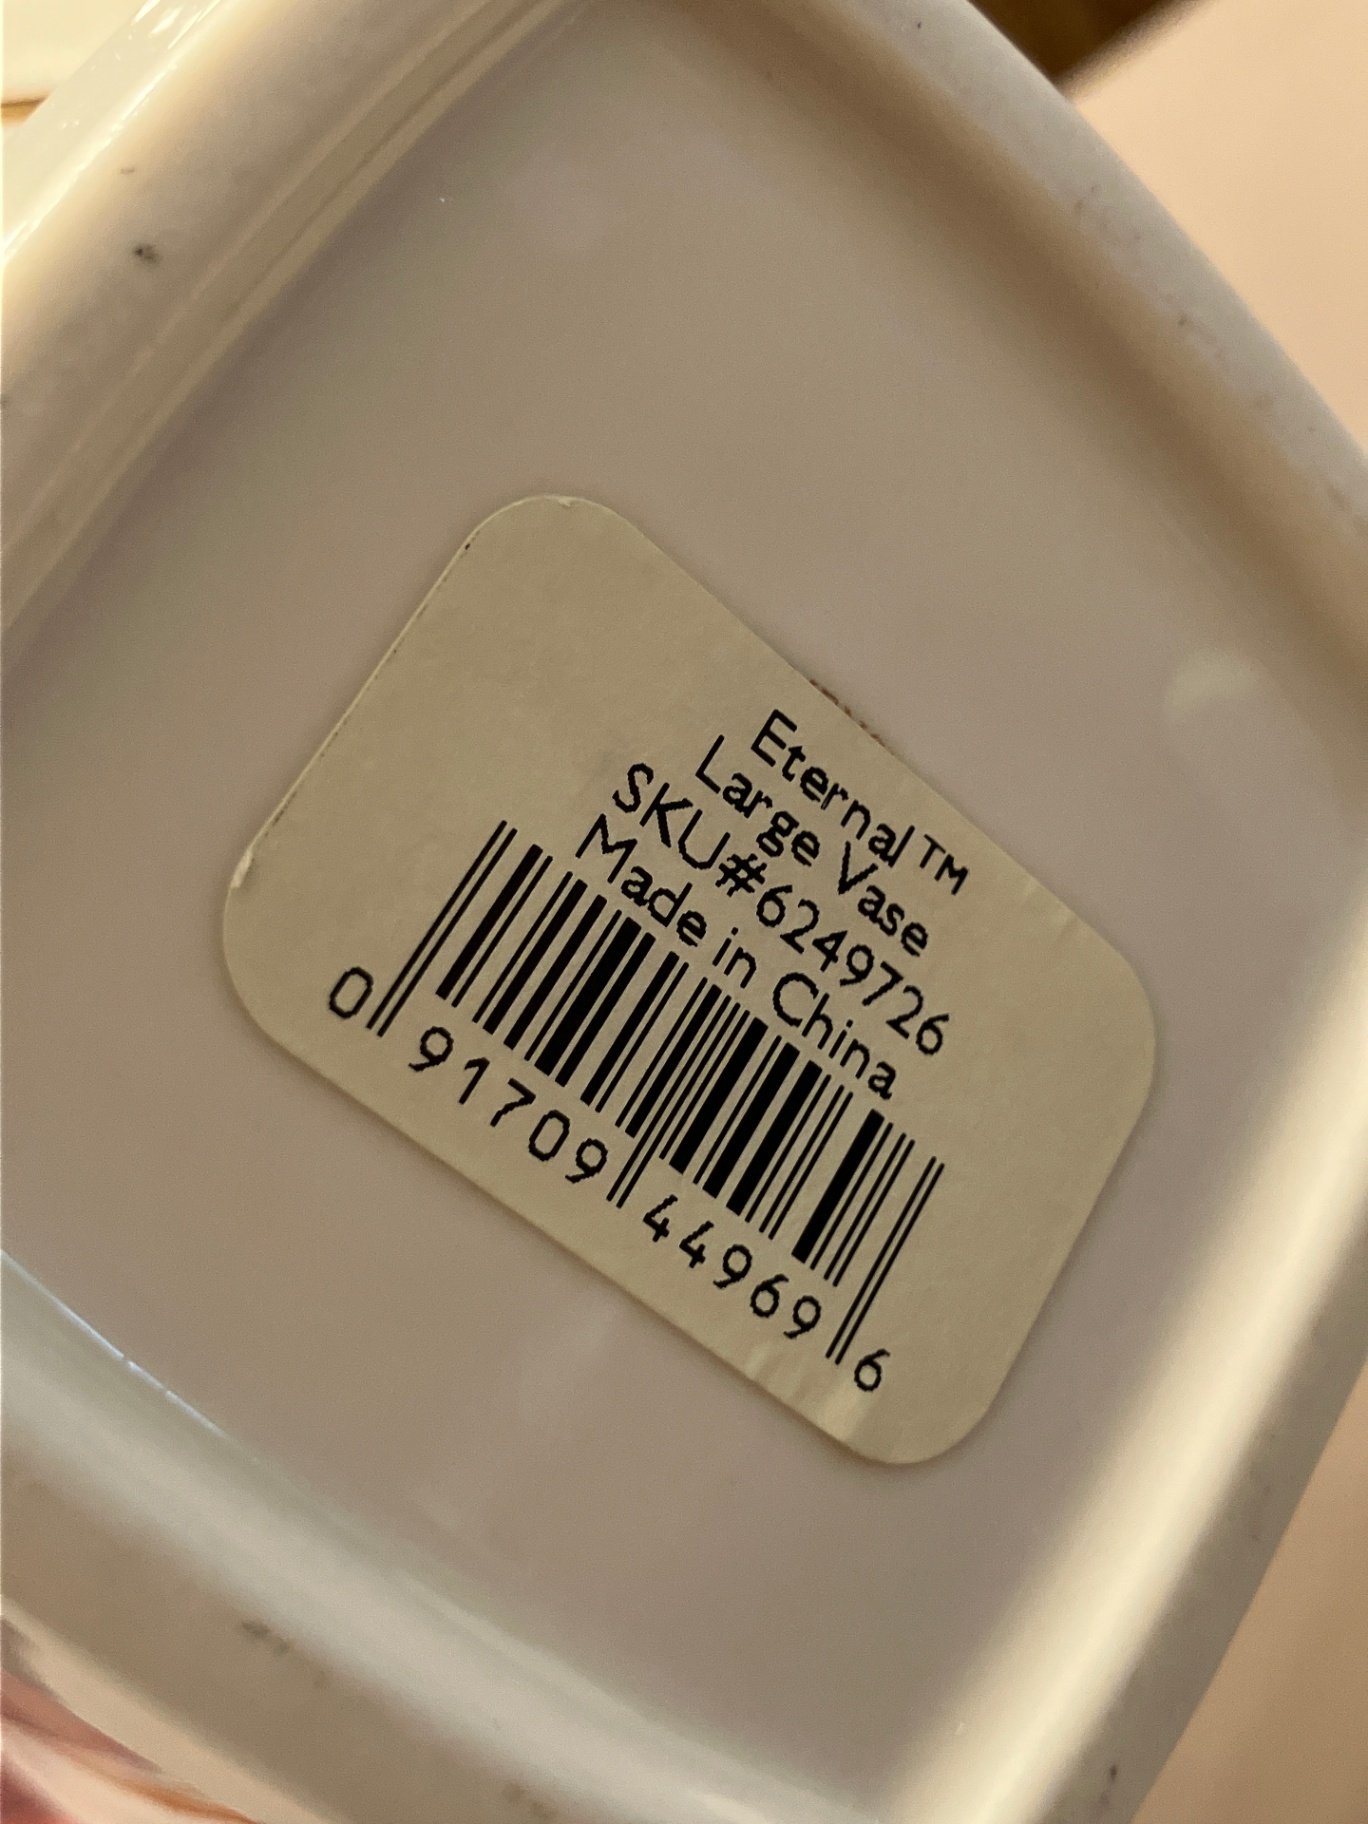 Eternal™
Large Vase
SKU#6249726
Made in China
0 91709 44969 6